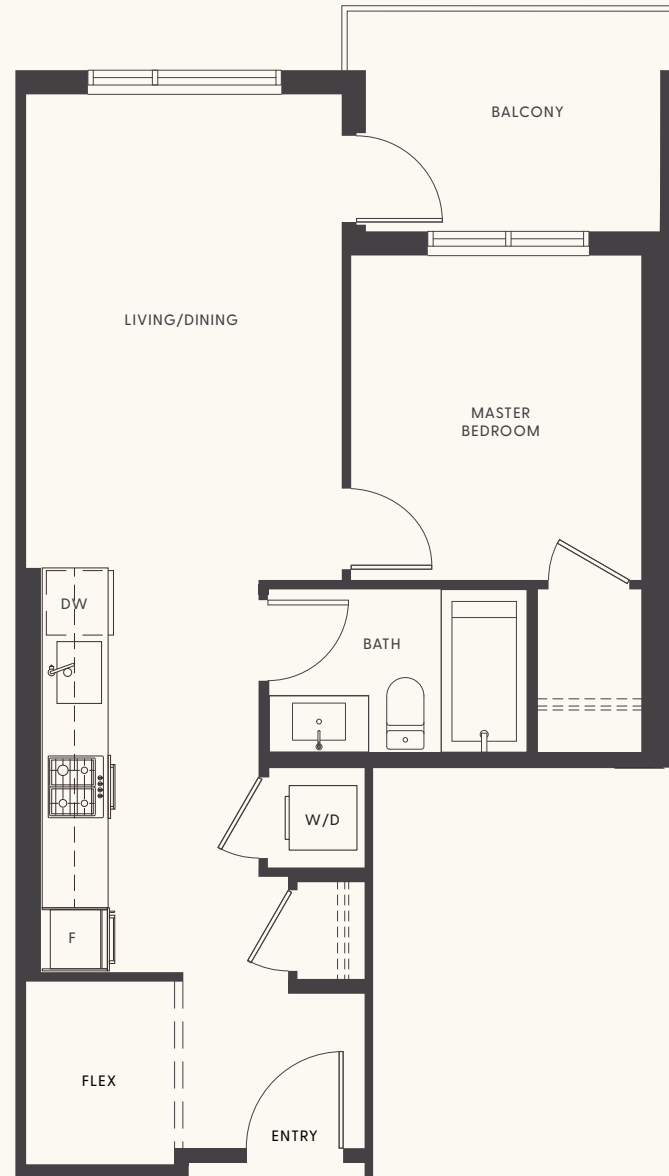 BALCONY
LIVING/DINING
MASTER
BEDROOM
DW
BATH
W/D
F
FLEX
ENTRY